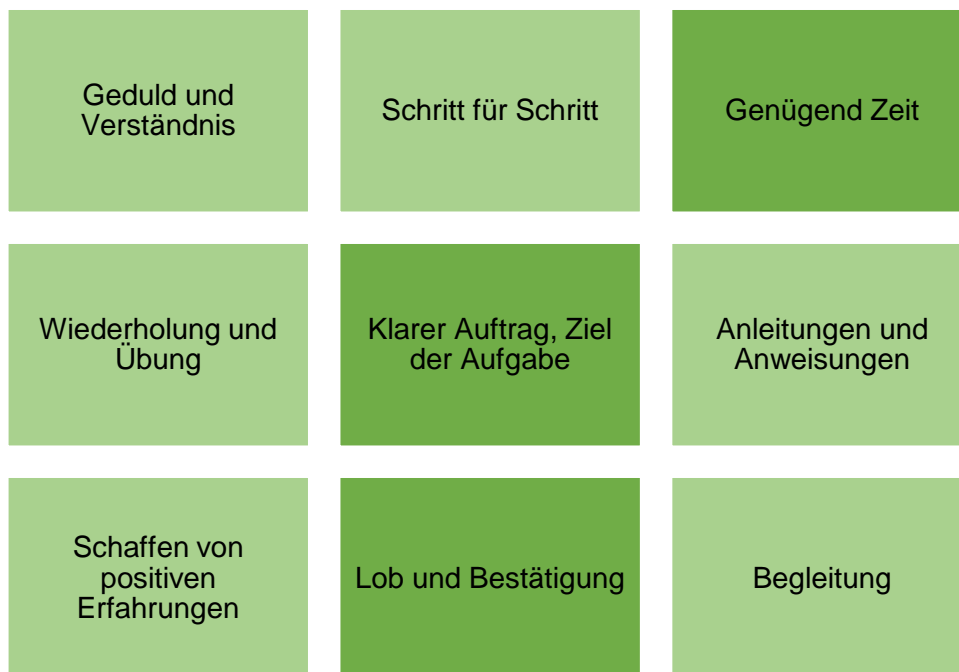 Geduld und
Verständnis
Schritt für Schritt
Genügend Zeit
Wiederholung und
Übung
Klarer Auftrag, Ziel
der Aufgabe
Anleitungen und
Anweisungen
Schaffen von
positiven
Erfahrungen
Lob und Bestätigung
Begleitung